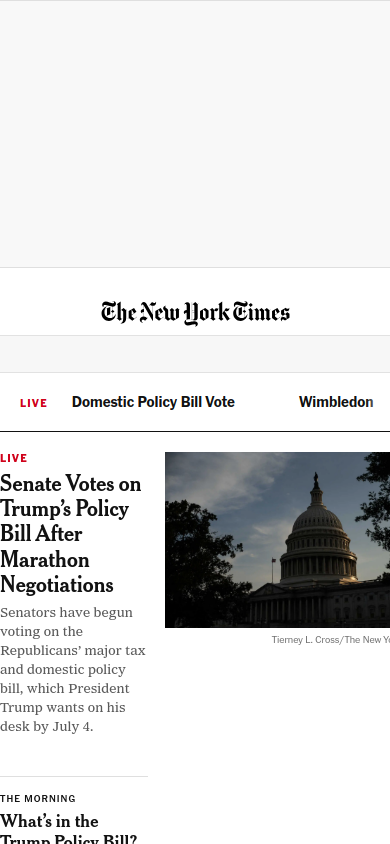 The New York Times
LIVE Domestic Policy Bill Vote Wimbledon
LIVE
Senate Votes on
Trump's Policy
Bill After
Marathon
Negotiations
Senators have begun
voting on the
Republicans' major tax
and domestic policy
bill, which President
Trump wants on his
desk by July 4.
Tierney L. Cross/The New Yo
THE MORNING
What's in the
Trump Policy Bill?